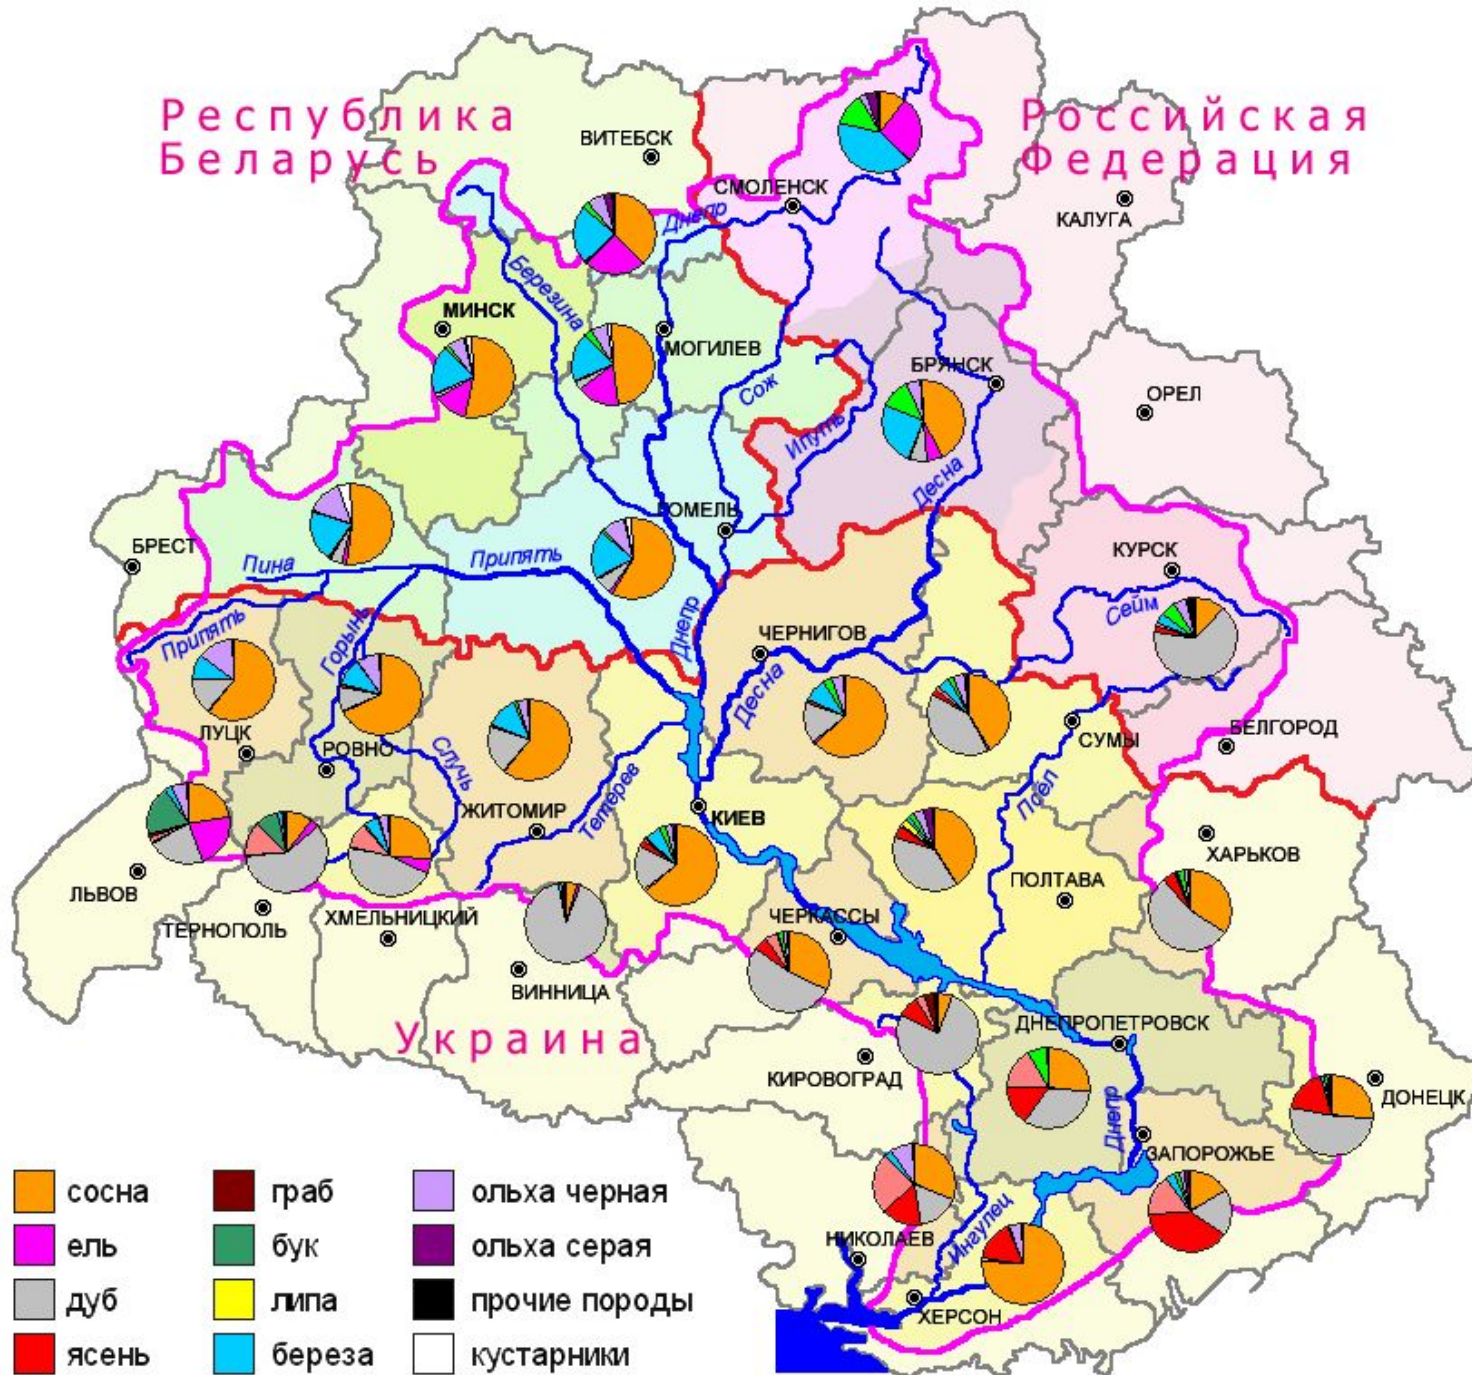 Республика
Беларусь
Российская
Федерация
ВИТЕБСК
СМОЛЕНСК
КАЛУГА
Днепр
Березина
МИНСК
МОГИЛЕВ
БРЯНСК
ОРЕЛ
Сож
Ипуть
Десна
ГОМЕЛЬ
БРЕСТ
Пина
Припять
КУРСК
Сейм
Припять
Горынь
Днепр
ЧЕРНИГОВ
Десна
ЛУЦК
РОВНО
Случь
СУМЫ
БЕЛГОРОД
Псёл
ЖИТОМИР
Тетерев
КИЕВ
ХАРЬКОВ
ЛЬВОВ
ПОЛТАВА
ТЕРНОПОЛЬ
ХМЕЛЬНИЦКИЙ
ЧЕРКАССЫ
ВИННИЦА
Украина
ДНЕПРОПЕТРОВСК
КИРОВОГРАД
ДОНЕЦК
Днепр
ЗАПОРОЖЬЕ
Ингулец
НИКОЛАЕВ
ХЕРСОН
сосна
граб
ольха черная
ель
бук
ольха серая
дуб
липа
прочие породы
ясень
береза
кустарники